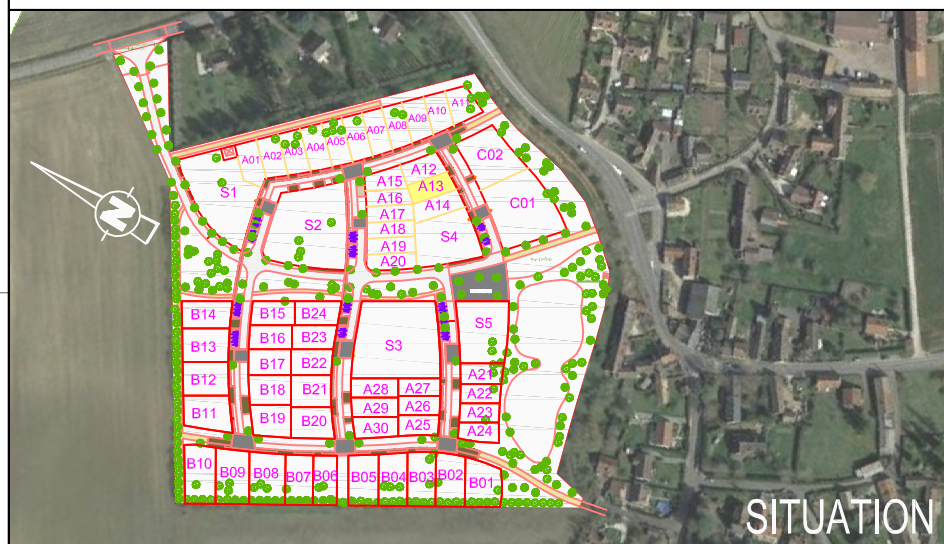 A11
A10
A09
A08
A07
A06
A05
A04
A03
A02
A01
S1
C02
A12
A15
A13
A16
A14
C01
A17
S2
A18
S4
A19
A20
N
B15
B24
B14
S5
B16
B23
B13
S3
B17
B22
A21
B12
B18
B21
A28
A27
A22
B11
A29
A26
A23
B19
B20
A30
A25
A24
B10
B09
B08
B07
B06
B05
B04
B03
B02
B01
SITUATION